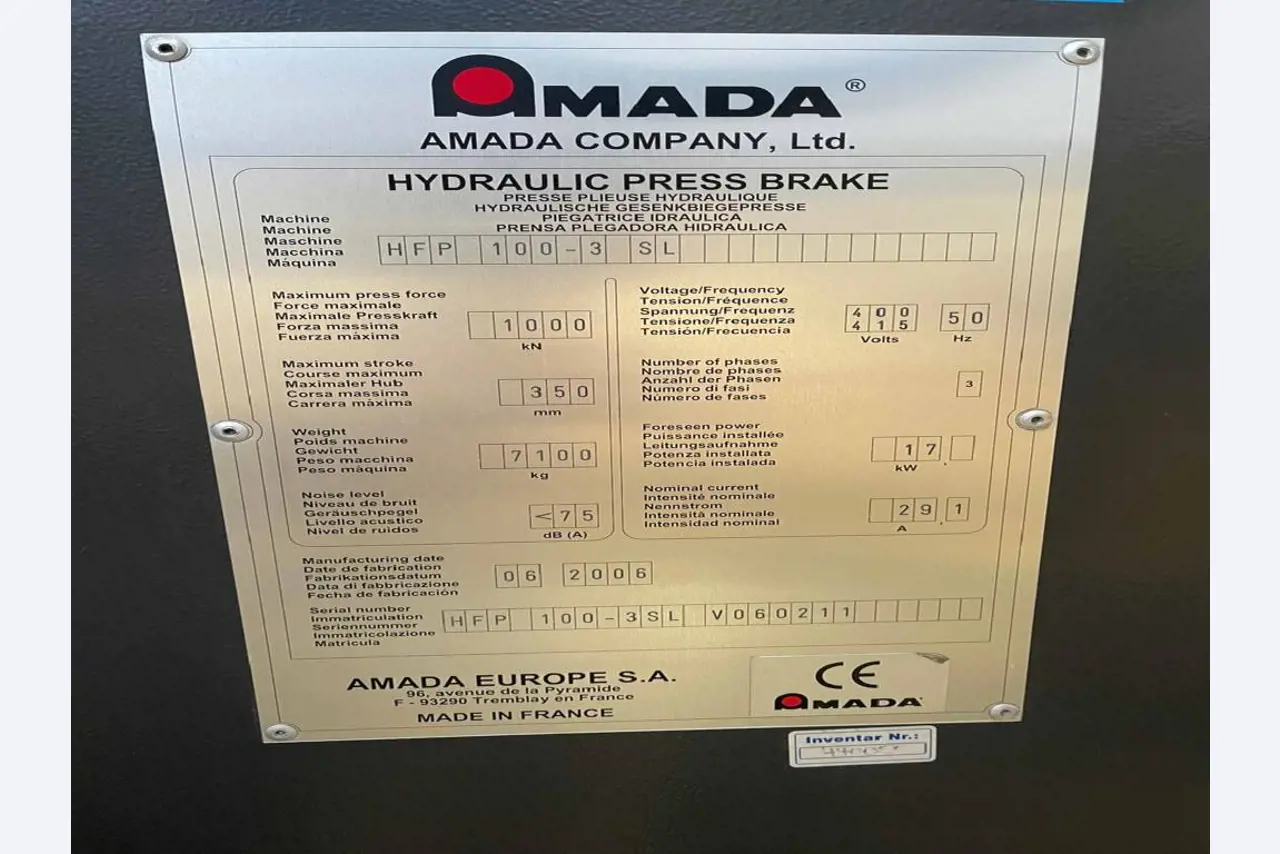 AMADA ®
AMADA COMPANY, Ltd.
HYDRAULIC PRESS BRAKE
PRESSE PLIEUSE HYDRAULIQUE
HYDRAULISCHE GESENKBIEGEPRESSE
PIEGATRICE IDRAULICA
PRENSA PLEGADORA HIDRAULICA
Machine
Machine
Maschine
Macchina
Máquina
HFP 100-3 SL
Maximum press force
Force maximale
Maximale Presskraft
Forza massima
Fuerza máxima
1000
kN
Maximum stroke
Course maximum
Maximaler Hub
Corsa massima
Carrera máxima
350
mm
Weight
Poids machine
Gewicht
Peso macchina
Peso máquina
7100
kg
Noise level
Niveau de bruit
Geräuschpegel
Livello acustico
Nivel de ruidos
<75
dB (A)
Voltage/Frequency
Tension/Fréquence
Spannung/Frequenz
Tensione/Frequenza
Tensión/Frecuencia
400
415
Volts
50
Hz
Number of phases
Nombre de phases
Anzahl der Phasen
Número di fasi
Número de fases
3
Foreseen power
Puissance installée
Leitungsaufnahme
Potenza installata
Potencia instalada
17,
kW
Nominal current
Intensité nominale
Nennstrom
Intensità nominale
Intensidad nominal
29,1
A
Manufacturing date
Date de fabrication
Fabrikationsdatum
Data di fabbricazione
Fecha de fabricación
06 2006
Serial number
Immatriculation
Seriennummer
Immatricolazione
Matricula
HFP 100-3SL V060211
AMADA EUROPE S.A.
96, avenue de la Pyramide
F - 93290 Tremblay en France
MADE IN FRANCE
CE
AMADA
Inventar Nr.: